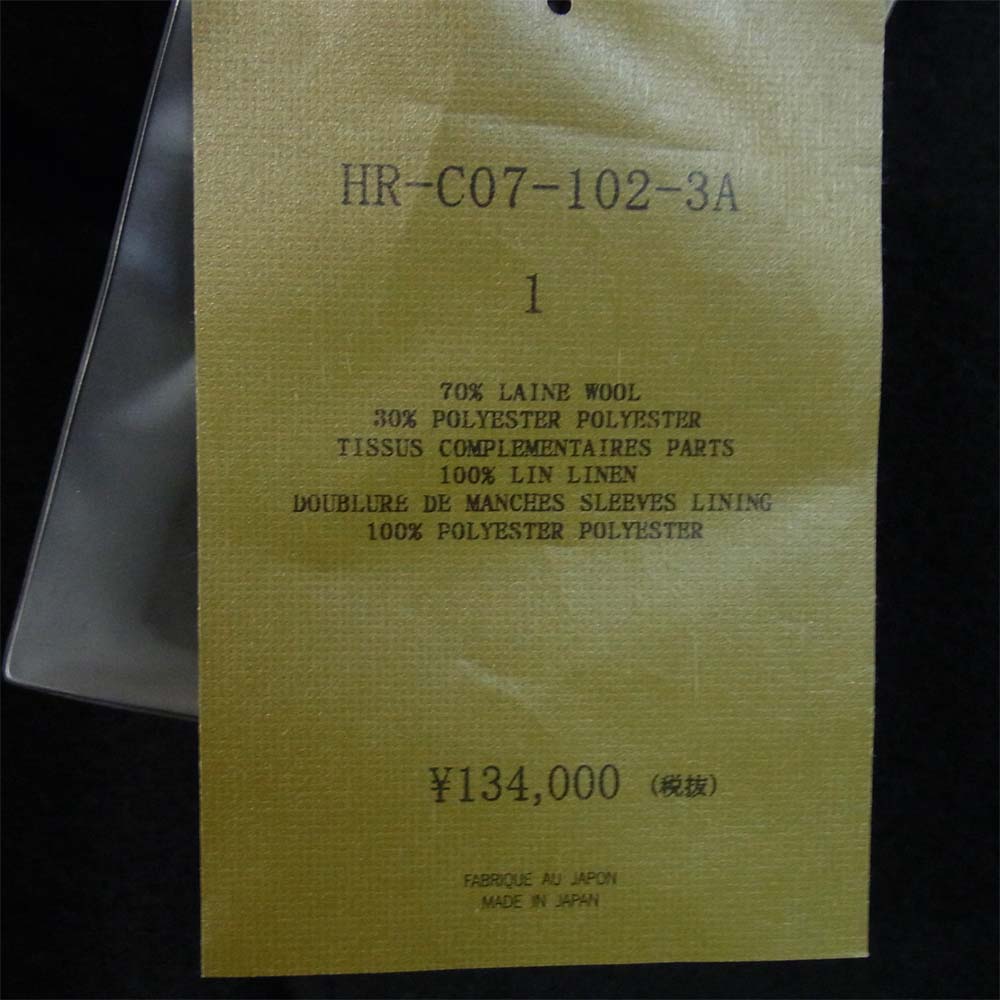 HR-C07-102-3A
1
70% LAINE WOOL
30% POLYESTER POLYESTER
TISSUS COMPLEMENTAIRES PARTS
100% LIN LINEN
DOUBLURE DE MANCHES SLEEVES LINING
100% POLYESTER POLYESTER
¥134,000 (税抜)
FABRIQUE AU JAPON
MADE IN JAPAN